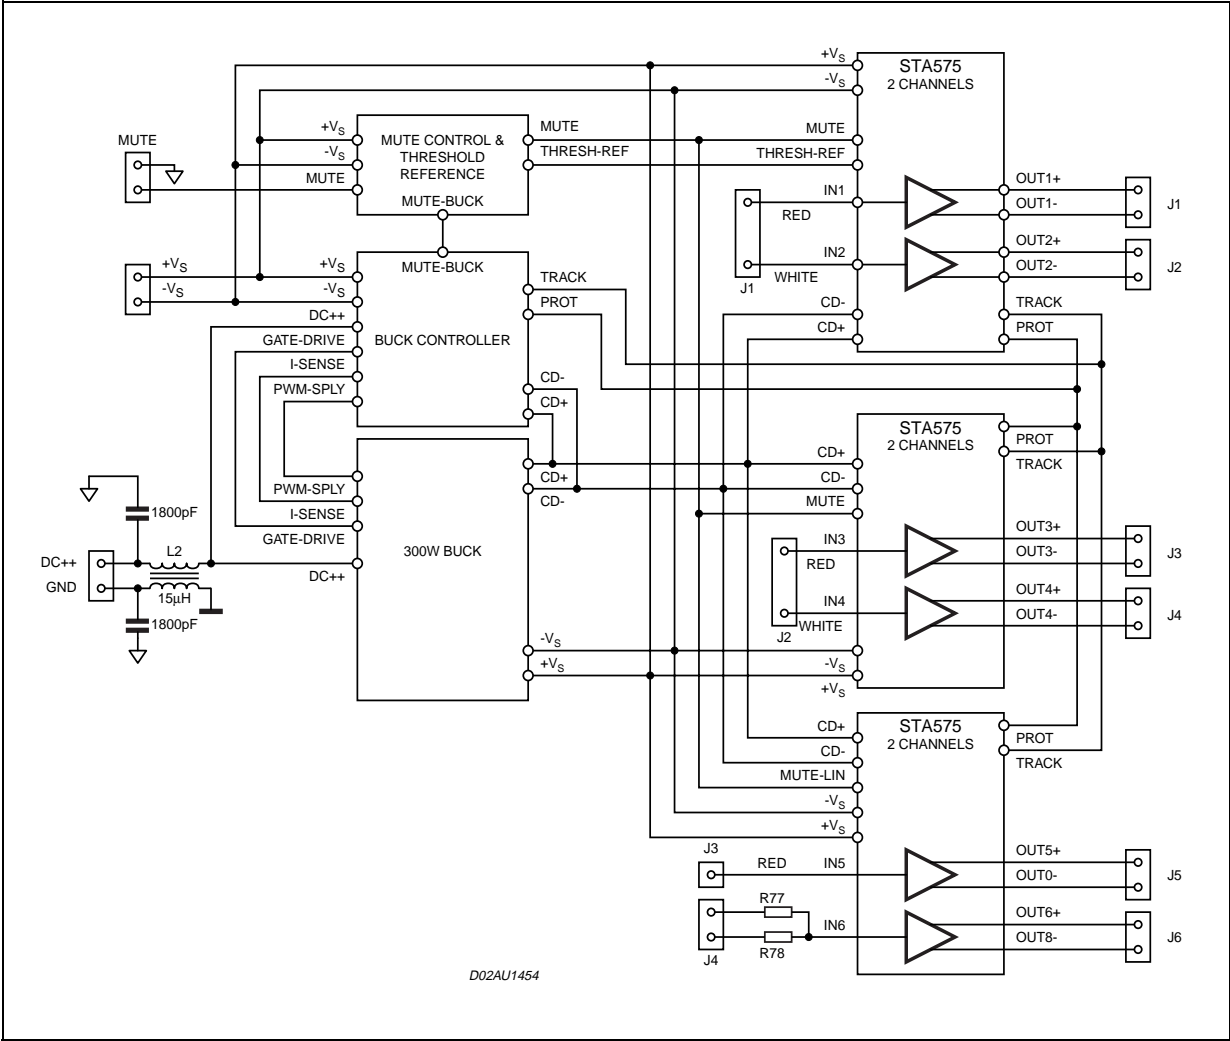 +VS
-VS
STA575
2 CHANNELS
MUTE
+VS
-VS
MUTE
MUTE CONTROL &
THRESHOLD
REFERENCE
MUTE-BUCK
MUTE
THRESH-REF
MUTE
THRESH-REF
IN1
RED
IN2
WHITE
J1
OUT1+
OUT1-
J1
OUT2+
OUT2-
J2
CD-
CD+
TRACK
PROT
+VS
-VS
+VS
-VS
DC++
GATE-DRIVE
I-SENSE
PWM-SPLY
MUTE-BUCK
BUCK CONTROLLER
TRACK
PROT
CD-
CD+
STA575
2 CHANNELS
PROT
TRACK
CD+
CD-
MUTE
PWM-SPLY
I-SENSE
GATE-DRIVE
DC++
300W BUCK
CD+
CD-
-VS
+VS
1800pF
L2
DC++
GND
15µH
1800pF
IN3
RED
IN4
WHITE
J2
OUT3+
OUT3-
J3
OUT4+
OUT4-
J4
-VS
+VS
STA575
2 CHANNELS
PROT
TRACK
CD+
CD-
MUTE-LIN
-VS
+VS
J3
RED
IN5
OUT5+
OUT0-
J5
R77
IN6
R78
J4
OUT6+
OUT8-
J6
D02AU1454